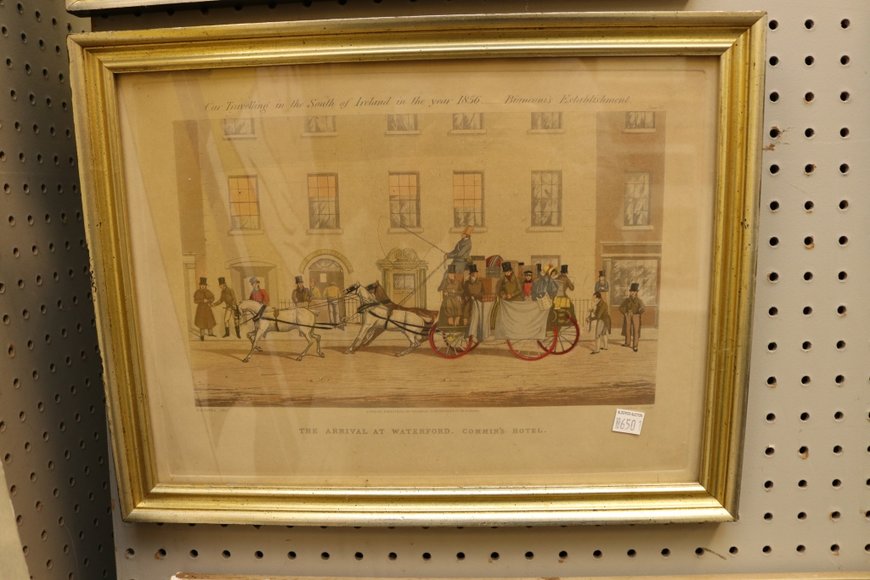 Car Travelling in the South of Ireland in the year 1856. Bianconi's Establishment.
THE ARRIVAL AT WATERFORD. COMMIN'S HOTEL.
650